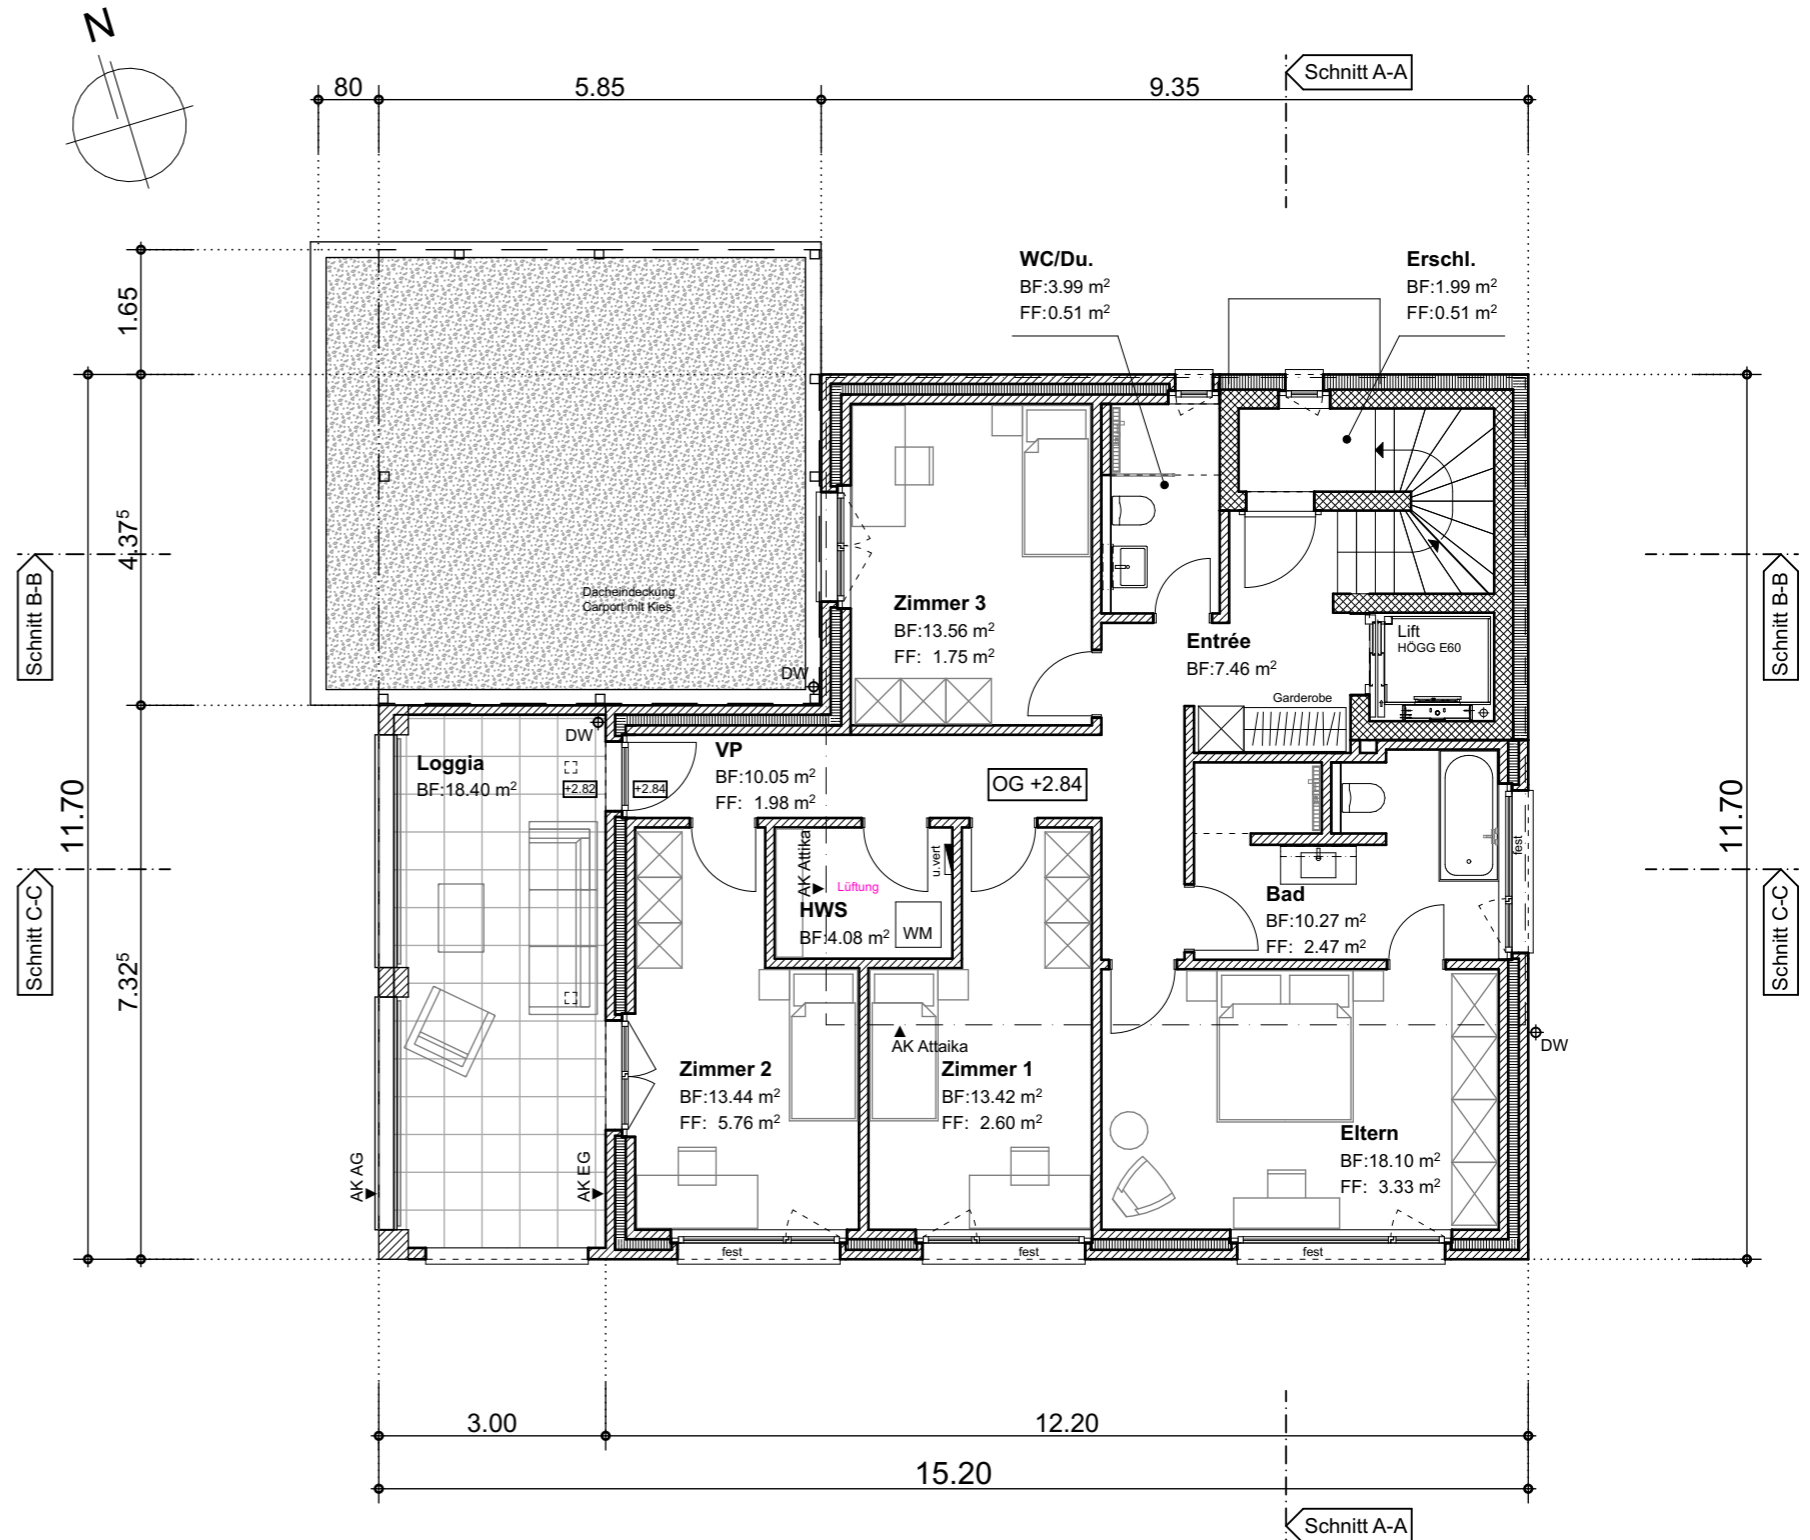 N
80
5.85
9.35
Schnitt A-A
1.65
4.37⁵
7.32⁵
11.70
11.70
Schnitt B-B
Schnitt B-B
Schnitt C-C
Schnitt C-C
WC/Du.
BF:3.99 m²
FF:0.51 m²
Erschl.
BF:1.99 m²
FF:0.51 m²
Dacheindeckung
Carport mit Kies
DW
Zimmer 3
BF:13.56 m²
FF: 1.75 m²
Entrée
BF:7.46 m²
Lift
HÖGG E60
Garderobe
Loggia
BF:18.40 m²
DW
+2.82
+2.84
VP
BF:10.05 m²
FF: 1.98 m²
OG +2.84
AK Attika
Lüftung
u.vert
HWS
BF:4.08 m²
WM
Bad
BF:10.27 m²
FF: 2.47 m²
fest
AK Attaika
DW
Zimmer 2
BF:13.44 m²
FF: 5.76 m²
Zimmer 1
BF:13.42 m²
FF: 2.60 m²
Eltern
BF:18.10 m²
FF: 3.33 m²
AK AG
AK EG
fest
fest
fest
3.00
12.20
15.20
Schnitt A-A